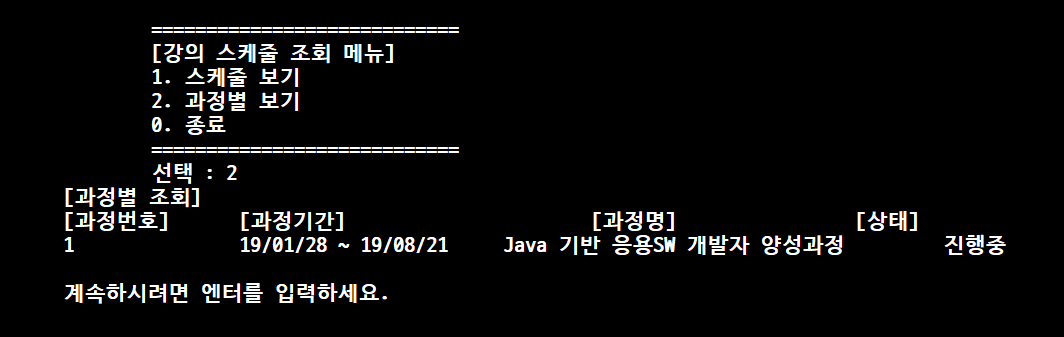 ============================
[강의 스케줄 조회 메뉴]
1. 스케줄 보기
2. 과정별 보기
0. 종료
============================
선택 : 2
[과정별 조회]
[과정번호] [과정기간] [과정명] [상태]
1 19/01/28 ~ 19/08/21 Java 기반 응용SW 개발자 양성과정 진행중
계속하시려면 엔터를 입력하세요.